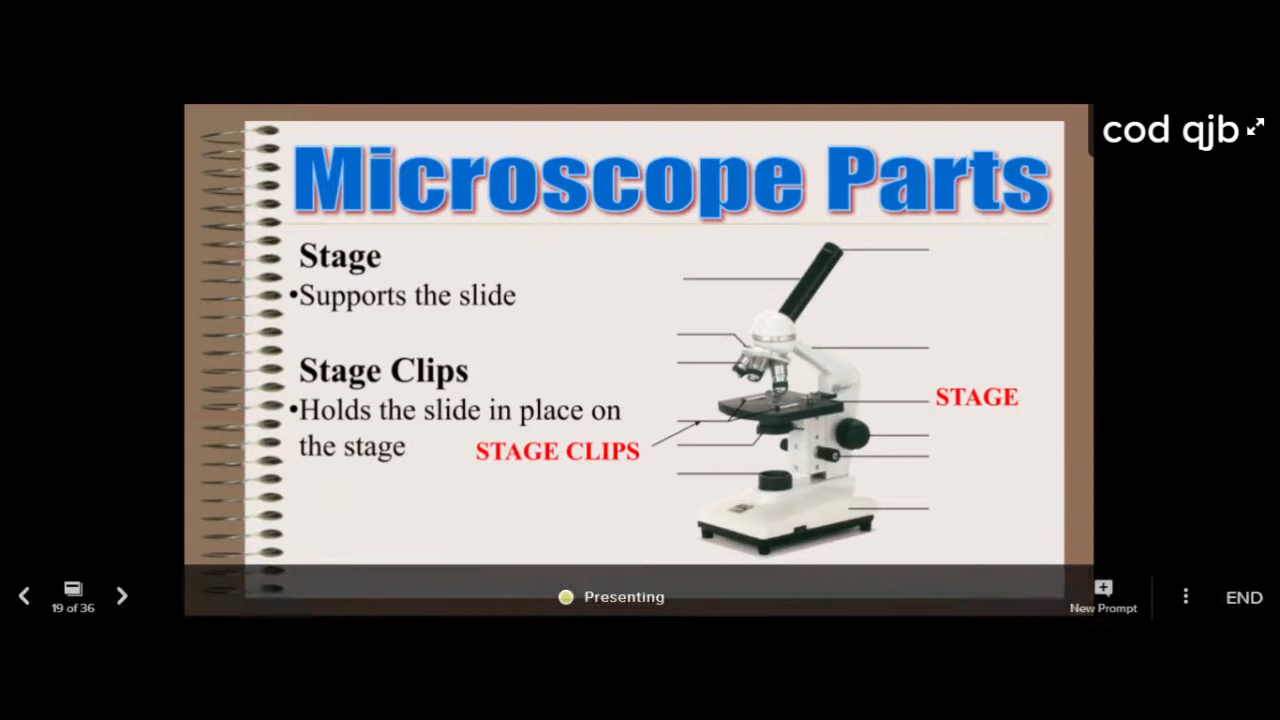 cod qjb
Microscope Parts
Stage
•Supports the slide
Stage Clips
•Holds the slide in place on
the stage
STAGE CLIPS
STAGE
19 of 36
Presenting
New Prompt
END